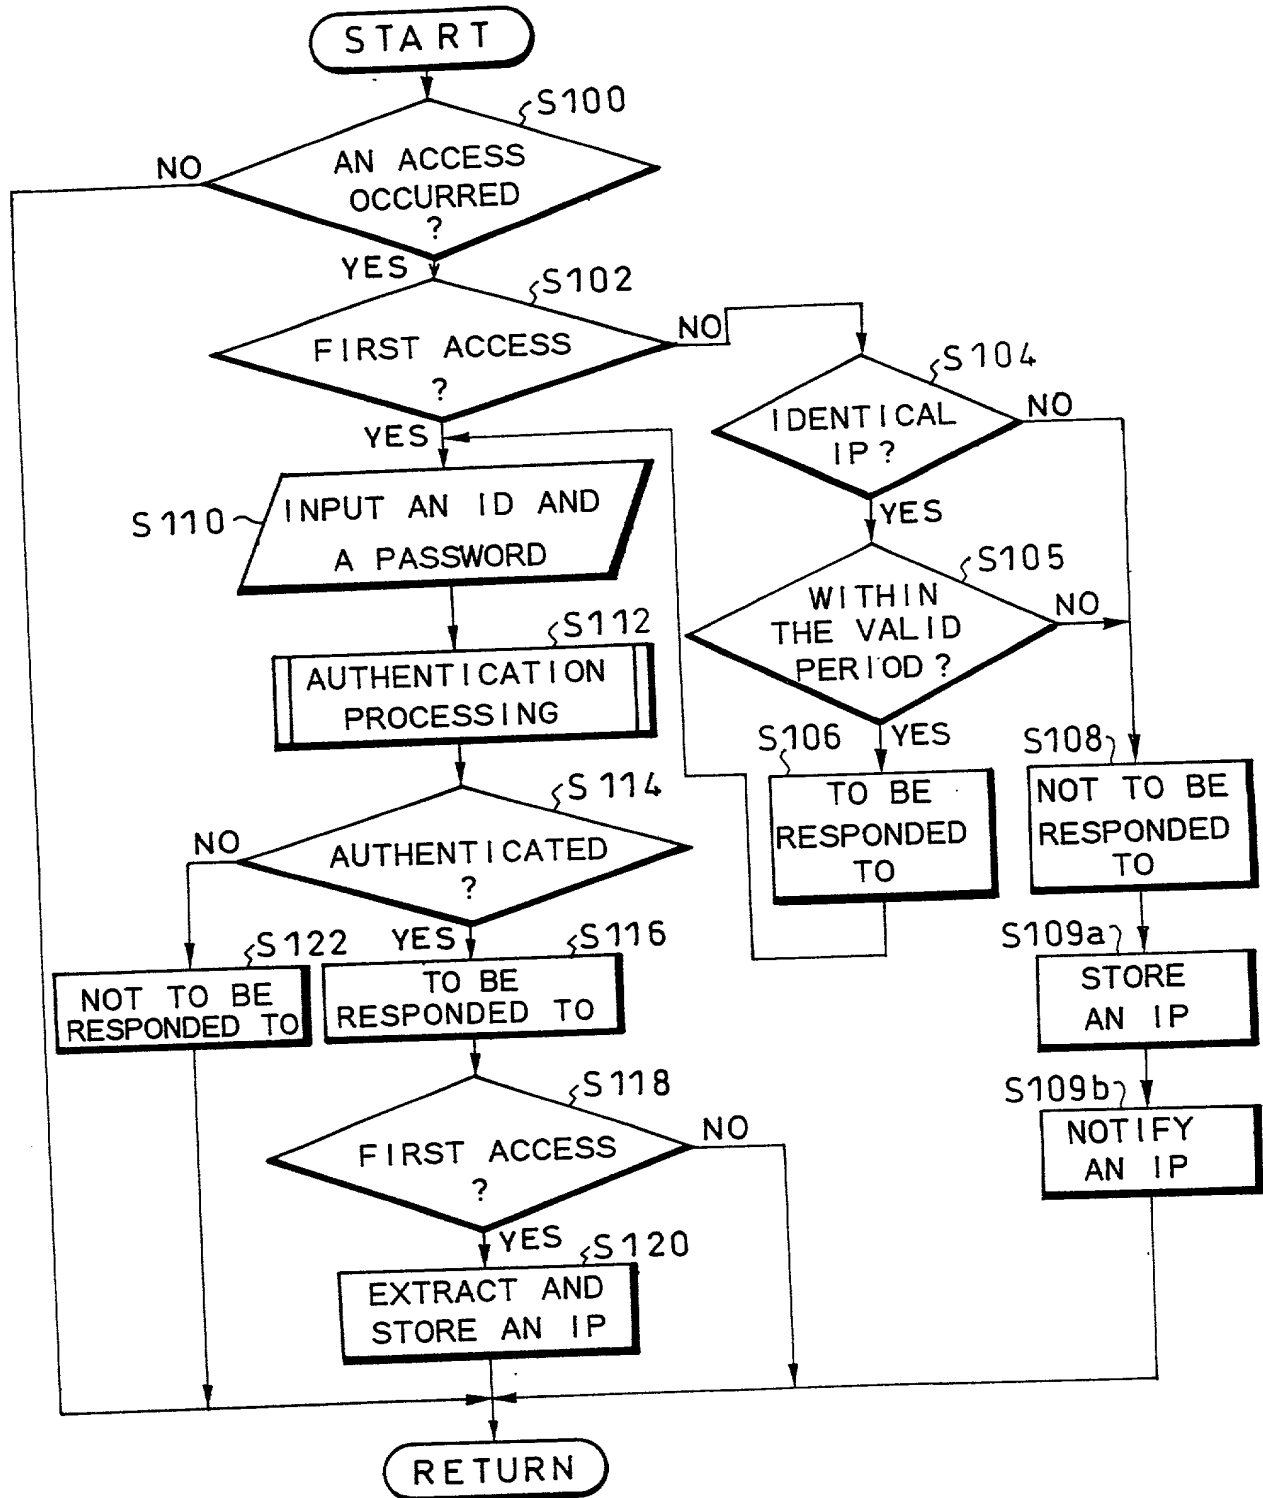 START
S100
NO
AN ACCESS
OCCURRED
?
YES
S102
NO
FIRST ACCESS
?
YES
S104
NO
IDENTICAL
IP?
YES
S110
INPUT AN ID AND
A PASSWORD
S105
WITHIN
THE VALID
PERIOD?
NO
YES
S112
AUTHENTICATION
PROCESSING
S106
TO BE
RESPONDED
TO
S108
NOT TO BE
RESPONDED
TO
S114
NO
AUTHENTICATED
?
YES
S122
NOT TO BE
RESPONDED TO
S116
TO BE
RESPONDED TO
S109a
STORE
AN IP
S118
FIRST ACCESS
?
NO
YES
S109b
NOTIFY
AN IP
S120
EXTRACT AND
STORE AN IP
RETURN